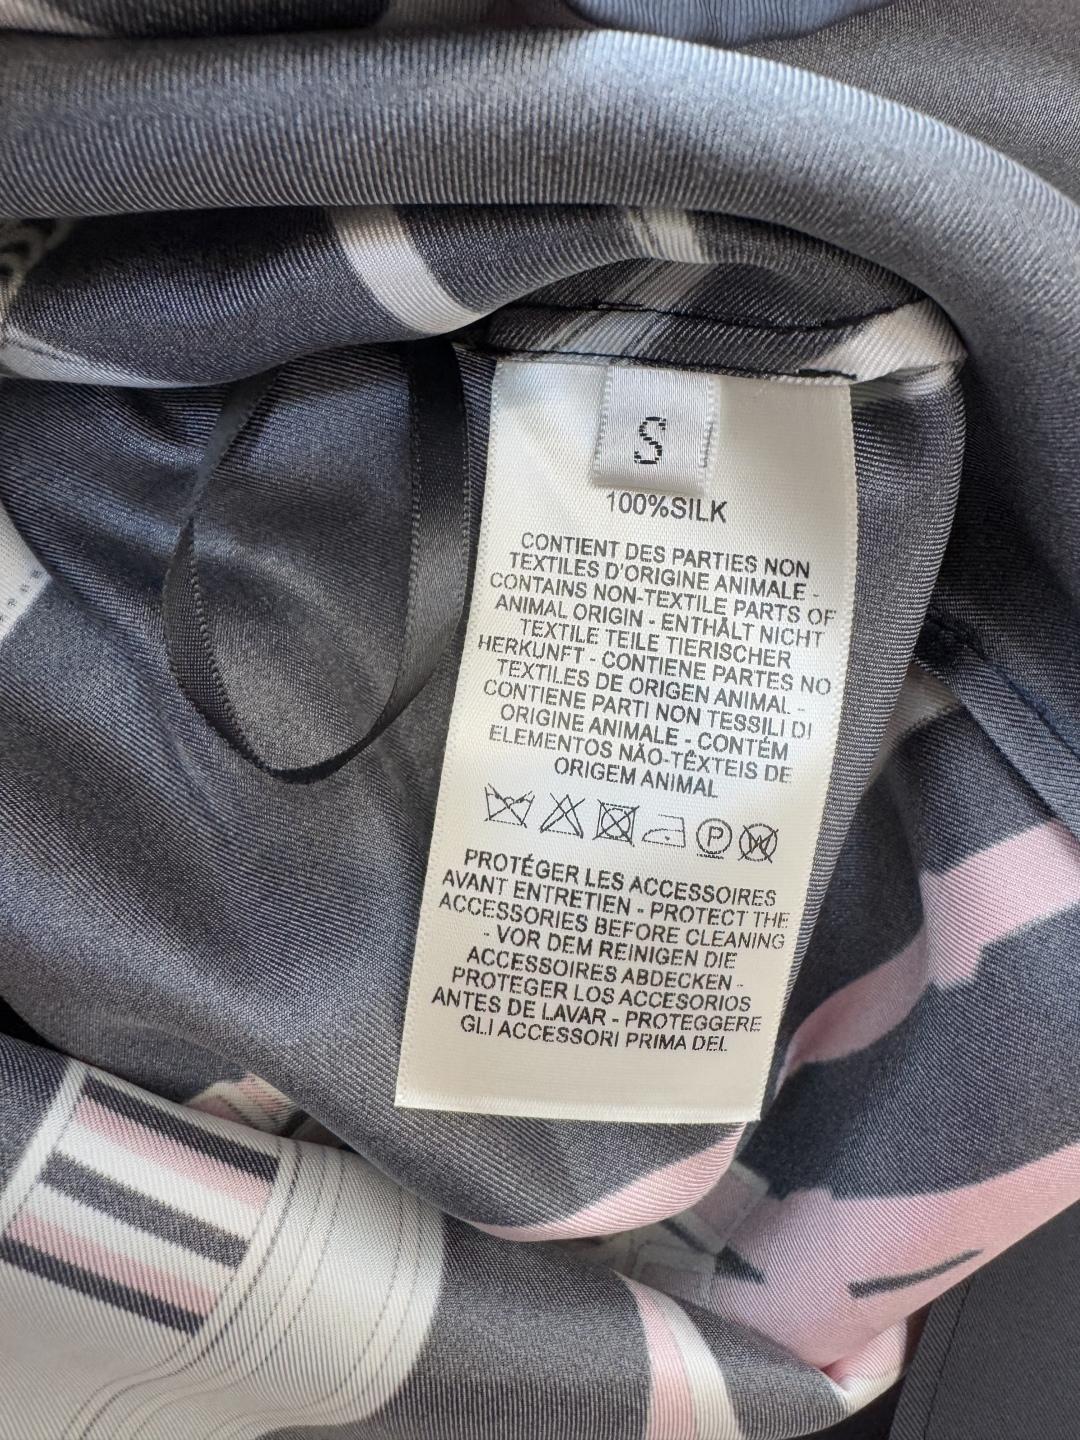 S
100%SILK
CONTIENT DES PARTIES NON
TEXTILES D'ORIGINE ANIMALE -
CONTAINS NON-TEXTILE PARTS OF
ANIMAL ORIGIN - ENTHÄLT NICHT
TEXTILE TEILE TIERISCHER
HERKUNFT - CONTIENE PARTES NO
TEXTILES DE ORIGEN ANIMAL -
CONTIENE PARTI NON TESSILI DI
ORIGINE ANIMALE - CONTÉM
ELEMENTOS NÃO-TÊXTEIS DE
ORIGEM ANIMAL
P W
PROTÉGER LES ACCESSOIRES
AVANT ENTRETIEN - PROTECT THE
ACCESSORIES BEFORE CLEANING
- VOR DEM REINIGEN DIE
ACCESSOIRES ABDECKEN -
PROTEGER LOS ACCESORIOS
ANTES DE LAVAR - PROTEGGERE
GLI ACCESSORI PRIMA DEL